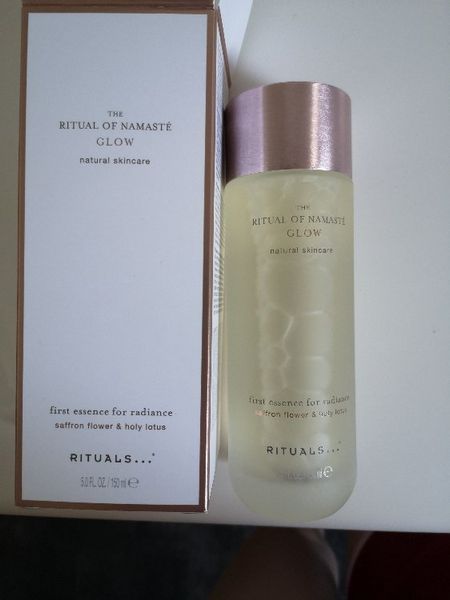 THE
RITUAL OF NAMASTÉ
GLOW
natural skincare
first essence for radiance
saffron flower & holy lotus
RITUALS...®
5.0 FL. OZ. / 150 ml ℮
THE
RITUAL OF NAMASTÉ
GLOW
natural skincare
first essence for radiance
saffron flower & holy lotus
RITUALS...®
℮